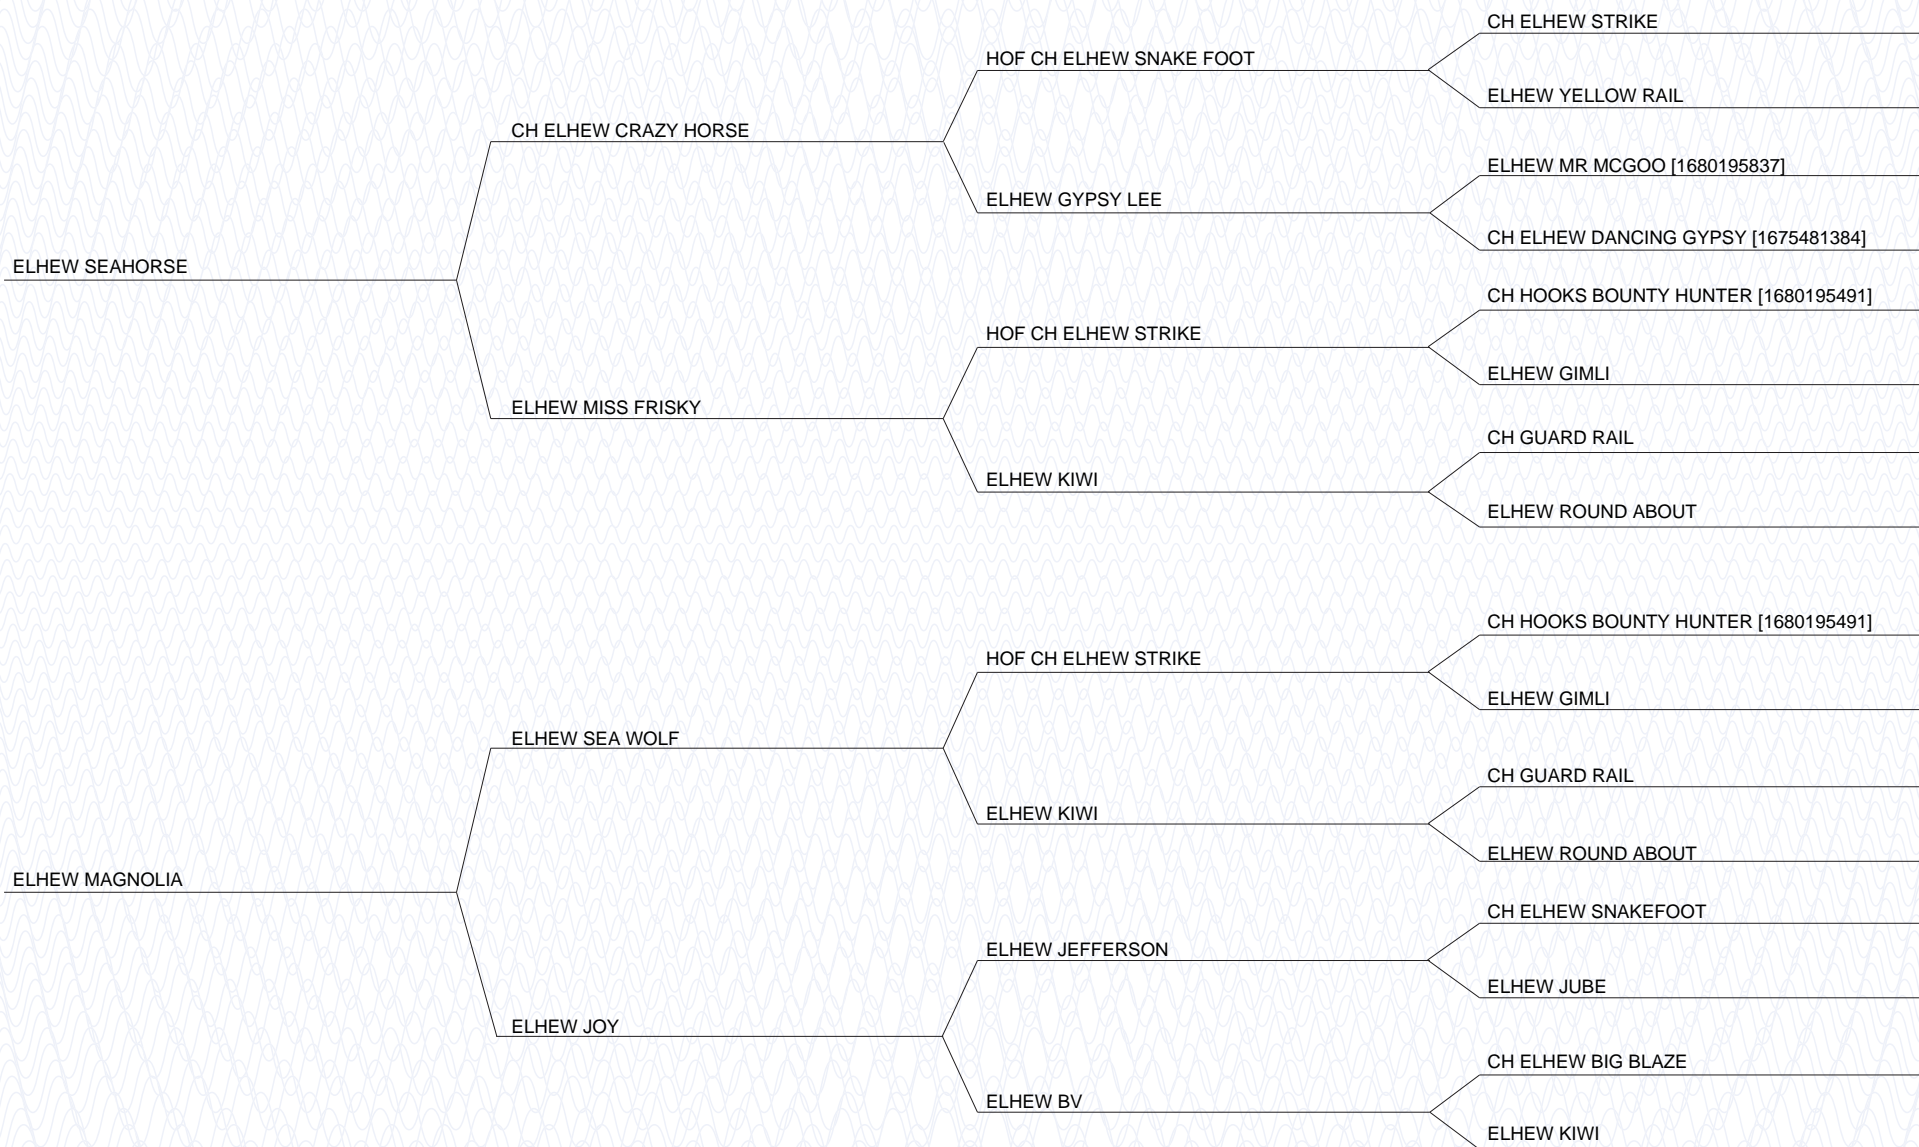 CH ELHEW STRIKE
HOF CH ELHEW SNAKE FOOT
ELHEW YELLOW RAIL
CH ELHEW CRAZY HORSE
ELHEW MR MCGOO [1680195837]
ELHEW GYPSY LEE
CH ELHEW DANCING GYPSY [1675481384]
ELHEW SEAHORSE
CH HOOKS BOUNTY HUNTER [1680195491]
HOF CH ELHEW STRIKE
ELHEW GIMLI
ELHEW MISS FRISKY
CH GUARD RAIL
ELHEW KIWI
ELHEW ROUND ABOUT
CH HOOKS BOUNTY HUNTER [1680195491]
HOF CH ELHEW STRIKE
ELHEW GIMLI
ELHEW SEA WOLF
CH GUARD RAIL
ELHEW KIWI
ELHEW ROUND ABOUT
ELHEW MAGNOLIA
CH ELHEW SNAKEFOOT
ELHEW JEFFERSON
ELHEW JUBE
ELHEW JOY
CH ELHEW BIG BLAZE
ELHEW BV
ELHEW KIWI